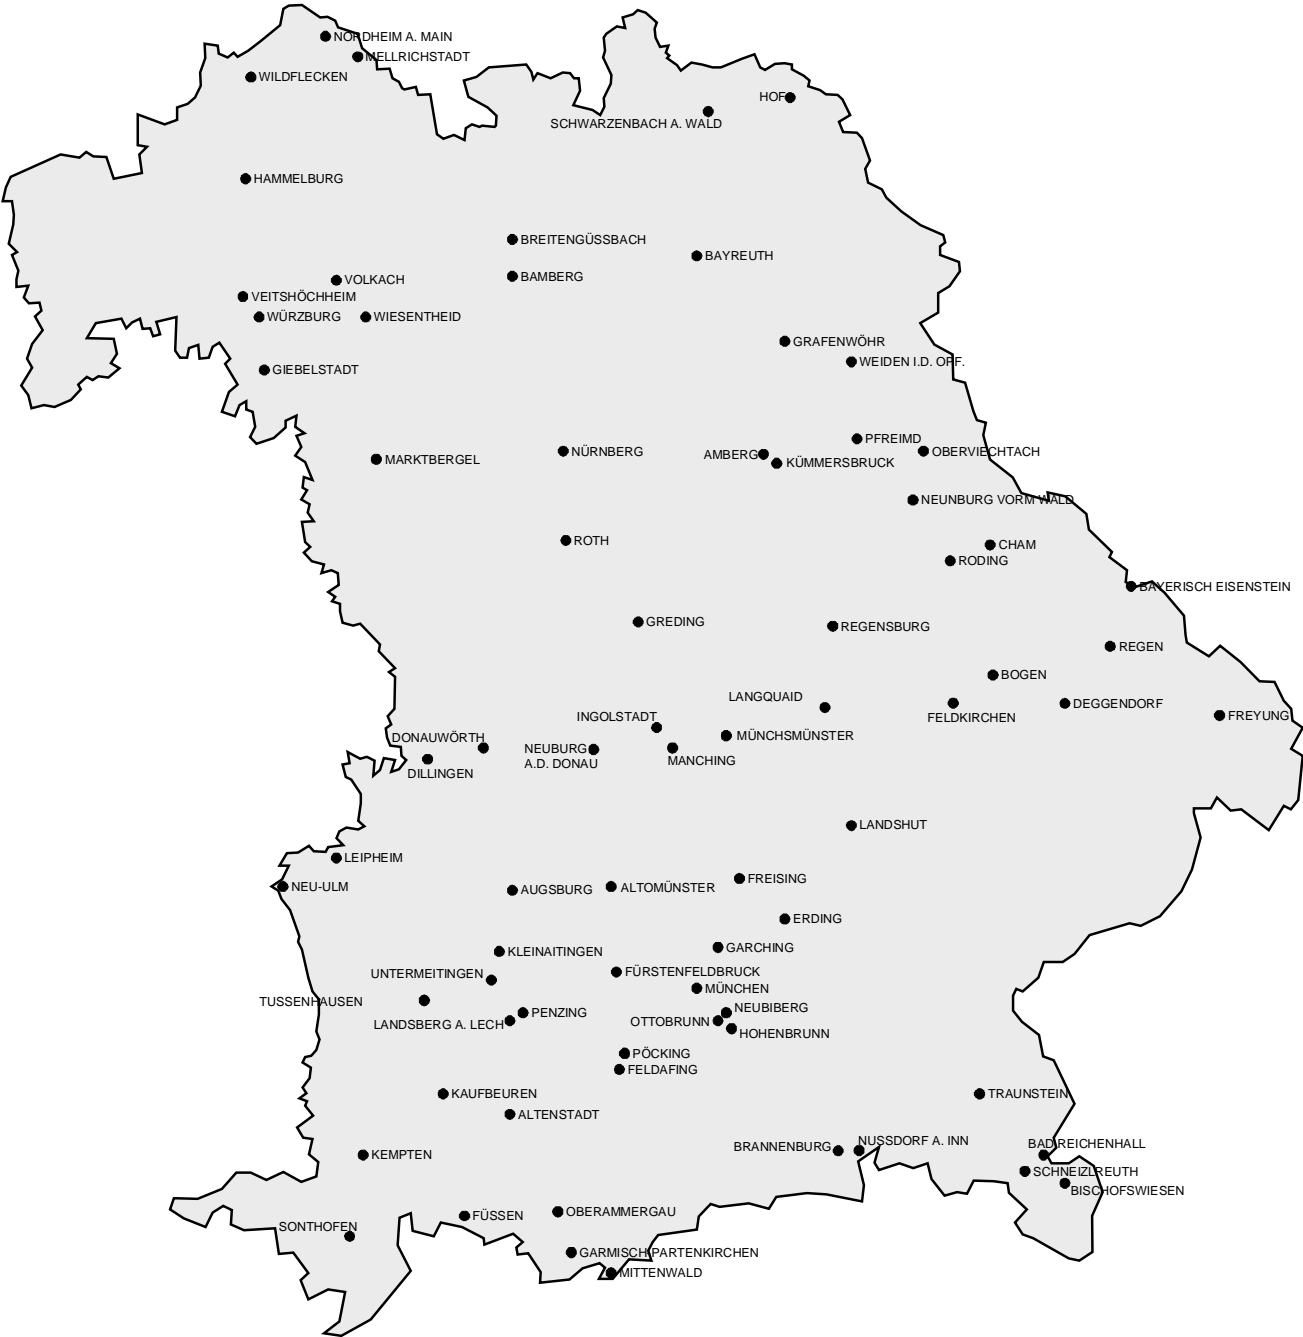 NORDHEIM A. MAIN
MELLRICHSTADT
WILDFLECKEN
HOF
SCHWARZENBACH A. WALD
HAMMELBURG
BREITENGÜSSBACH
BAYREUTH
BAMBERG
VOLKACH
VEITSHÖCHHEIM
WÜRZBURG
WIESENTHEID
GRAFENWÖHR
WEIDEN I.D. OPF.
GIEBELSTADT
PFREIMD
NÜRNBERG
AMBERG
OBERVIECHTACH
MARKTBERGEL
KÜMMERSBRUCK
NEUNBURG VORM WALD
ROTH
CHAM
RODING
BAYERISCH EISENSTEIN
GREDING
REGENSBURG
REGEN
BOGEN
LANGQUAID
DEGGENDORF
INGOLSTADT
FELDKIRCHEN
FREYUNG
DONAUWÖRTH
MÜNCHSMÜNSTER
NEUBURG
A.D. DONAU
MANCHING
DILLINGEN
LANDSHUT
LEIPHEIM
NEU-ULM
AUGSBURG
ALTOMÜNSTER
FREISING
ERDING
KLEINAITINGEN
GARCHING
UNTERMEITINGEN
FÜRSTENFELDBRUCK
MÜNCHEN
TUSSENHAUSEN
PENZING
NEUBIBERG
LANDSBERG A. LECH
OTTOBRUNN
HOHENBRUNN
PÖCKING
FELDAFING
KAUFBEUREN
TRAUNSTEIN
ALTENSTADT
BRANNENBURG
NUSSDORF A. INN
BAD REICHENHALL
KEMPTEN
SCHNEIZLREUTH
BISCHOFSWIESEN
FÜSSEN
OBERAMMERGAU
SONTHOFEN
GARMISCH PARTENKIRCHEN
MITTENWALD